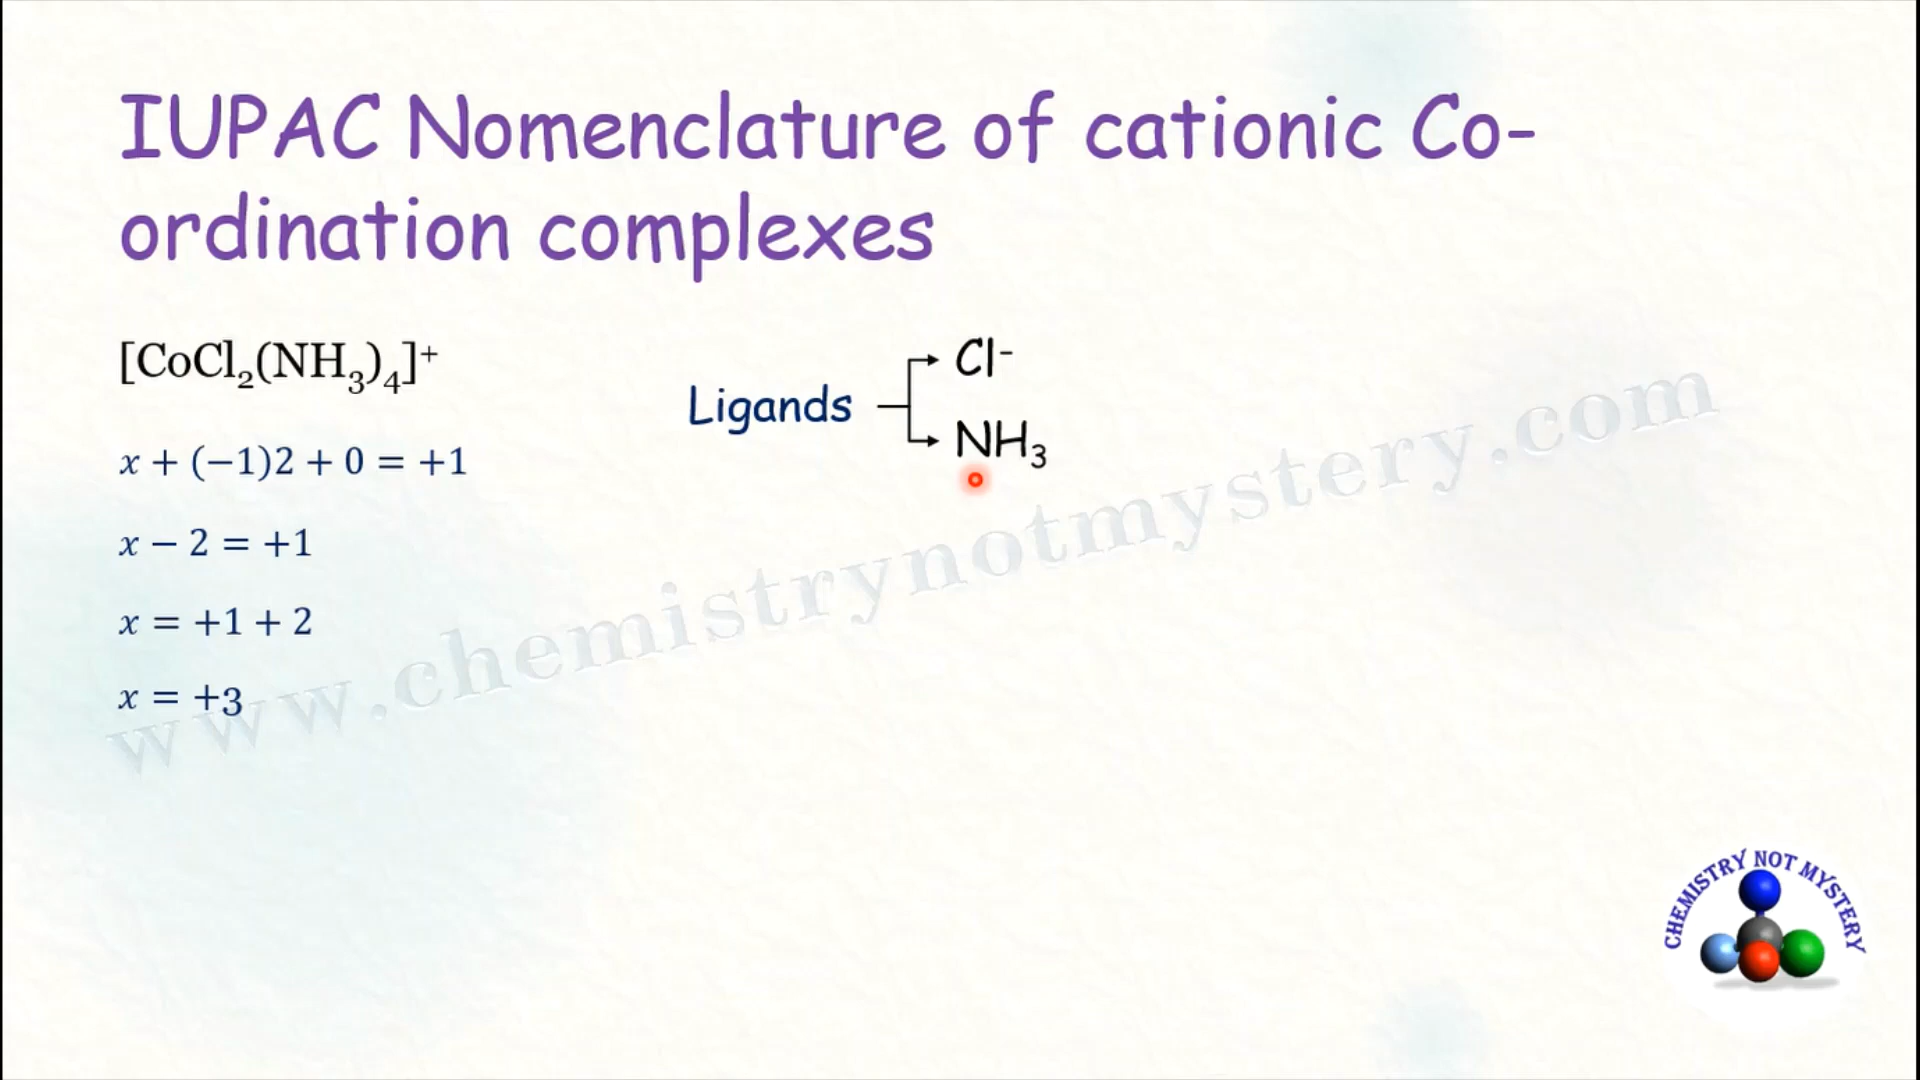 IUPAC Nomenclature of cationic Co-
ordination complexes
[CoCl₂(NH₃)₄]⁺
x + (−1)2 + 0 = +1
x − 2 = +1
x = +1 + 2
x = +3
Ligands
Cl⁻
NH₃
www.chemistrynotmystery.com
CHEMISTRY NOT MYSTERY